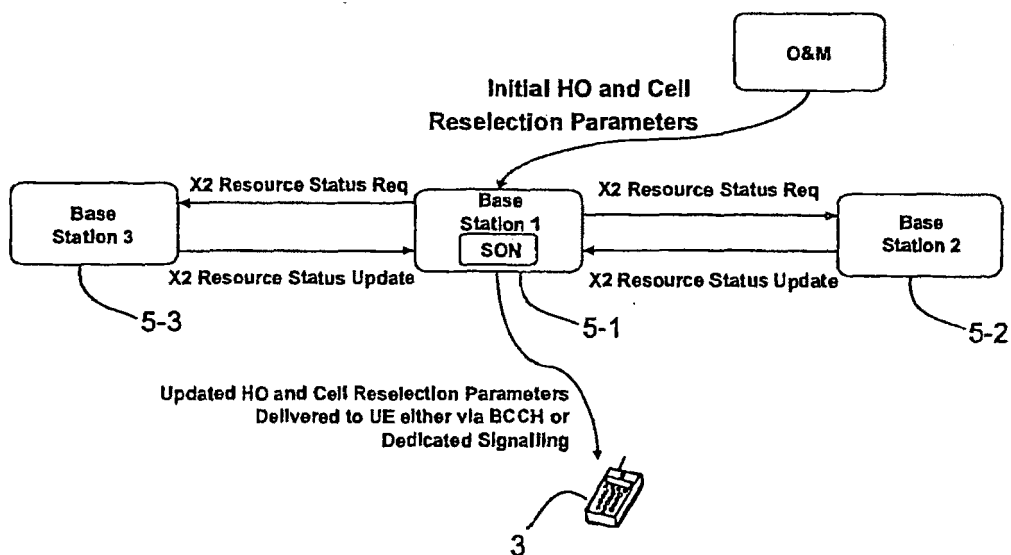 O&M
Initial HO and Cell
Reselection Parameters
X2 Resource Status Req
X2 Resource Status Req
Base
Station 3
Base
Station 1
SON
Base
Station 2
X2 Resource Status Update
X2 Resource Status Update
5-3
5-1
5-2
Updated HO and Cell Reselection Parameters
Delivered to UE either via BCCH or
Dedicated Signalling
3